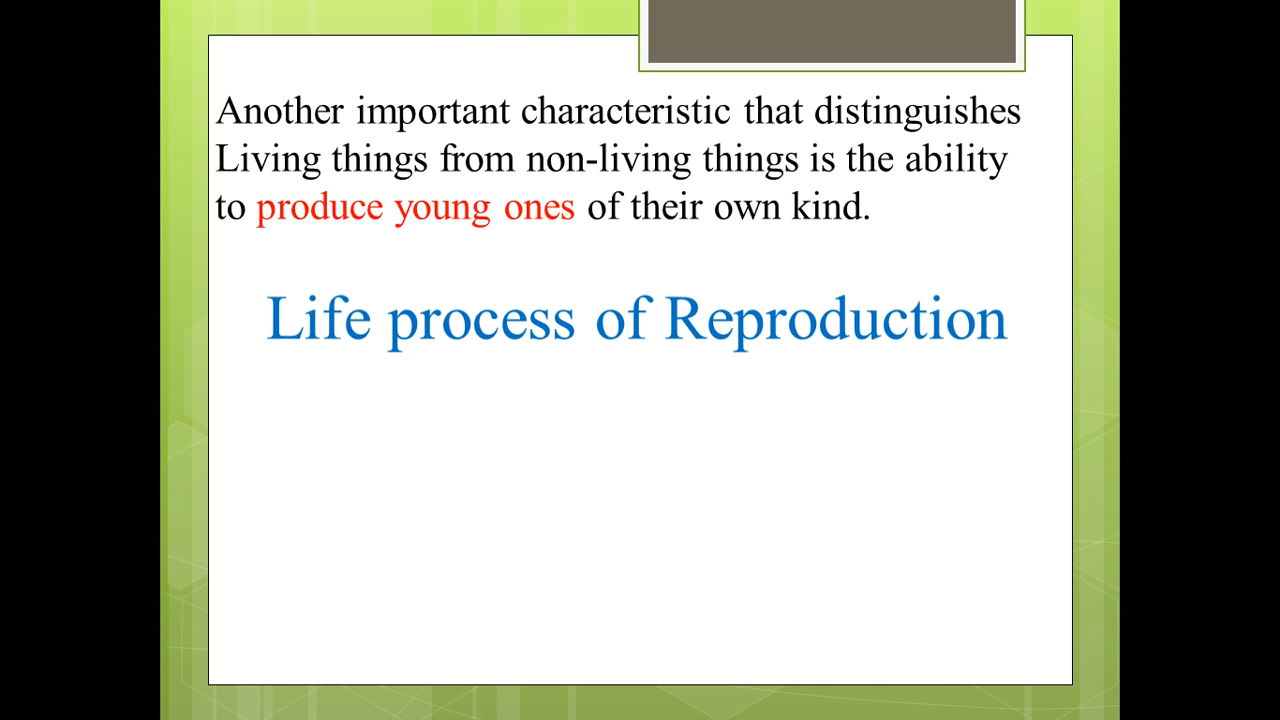 Another important characteristic that distinguishes
Living things from non-living things is the ability
to produce young ones of their own kind.
Life process of Reproduction